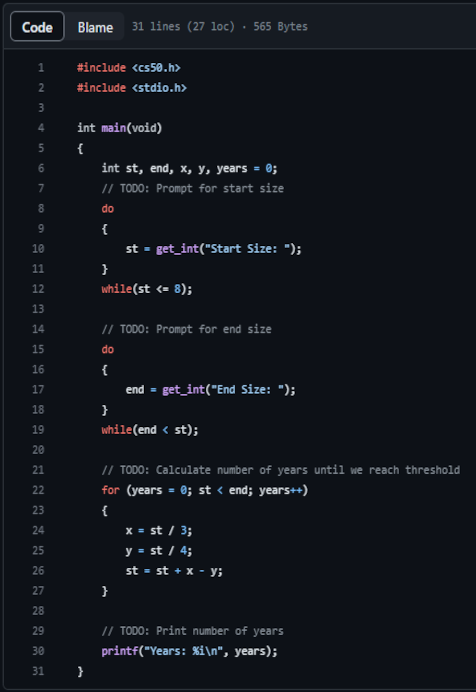 Code Blame 31 lines (27 loc) · 565 Bytes
1 #include <cs50.h>
2 #include <stdio.h>
3
4 int main(void)
5 {
6 int st, end, x, y, years = 0;
7 // TODO: Prompt for start size
8 do
9 {
10 st = get_int("Start Size: ");
11 }
12 while(st <= 8);
13
14 // TODO: Prompt for end size
15 do
16 {
17 end = get_int("End Size: ");
18 }
19 while(end < st);
20
21 // TODO: Calculate number of years until we reach threshold
22 for (years = 0; st < end; years++)
23 {
24 x = st / 3;
25 y = st / 4;
26 st = st + x - y;
27 }
28
29 // TODO: Print number of years
30 printf("Years: %i\n", years);
31 }